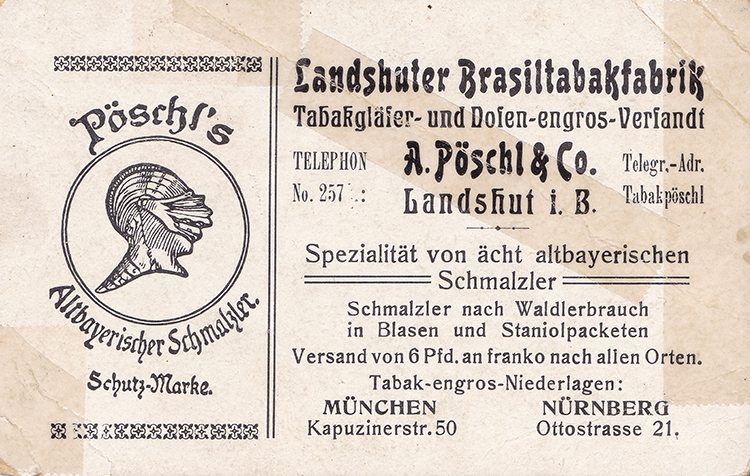 Pöschl's
Altbayerischer Schmalzler.
Schutz-Marke.
Landshuter Brasiltabakfabrik
Tabakgläser- und Dosen-engros-Versandt
TELEPHON
No. 257 :
A. Pöschl & Co.
Landshut i. B.
Telegr.-Adr.
Tabakpöschl
Spezialität von ächt altbayerischen
Schmalzler
Schmalzler nach Waldlerbrauch
in Blasen und Staniolpacketen
Versand von 6 Pfd. an franko nach allen Orten.
Tabak-engros-Niederlagen:
MÜNCHEN
Kapuzinerstr. 50
NÜRNBERG
Ottostrasse 21.